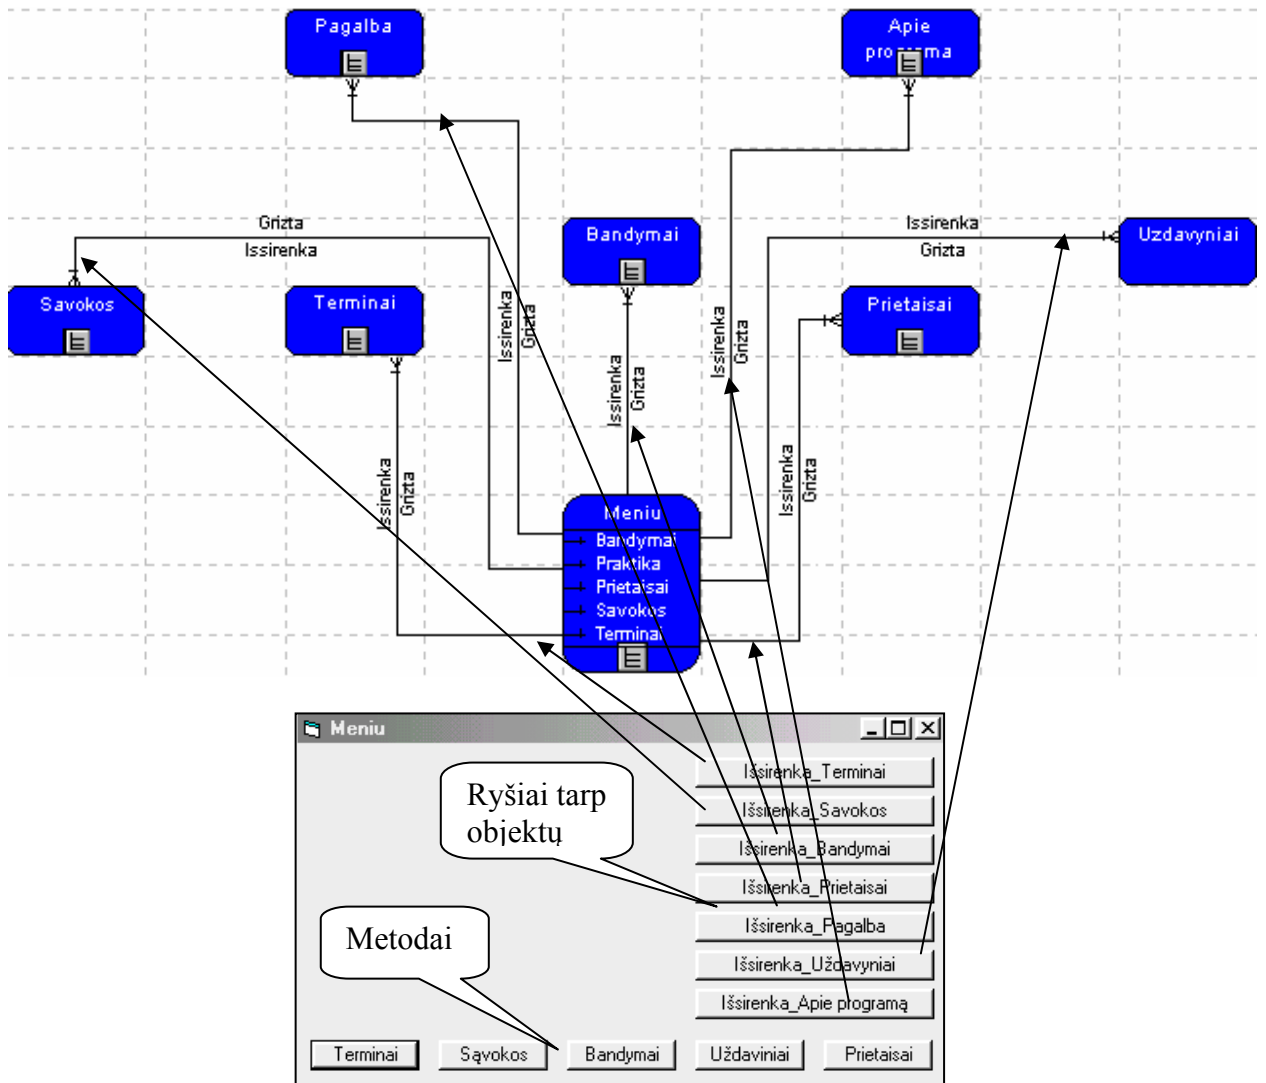 Pagalba
Apie
programa
Grizta
Issirenka
Bandymai
Issirenka
Grizta
Uzdavyniai
Savokos
Terminai
Prietaisai
Issirenka
Grizta
Issirenka
Grizta
Issirenka
Grizta
Issirenka
Grizta
Issirenka
Grizta
Meniu
Bandymai
Praktika
Prietaisai
Savokos
Terminai
Meniu
Išsirenka_Terminai
Išsirenka_Savokos
Išsirenka_Bandymai
Išsirenka_Prietaisai
Išsirenka_Pagalba
Išsirenka_Uždavyniai
Išsirenka_Apie programą
Ryšiai tarp
objektų
Metodai
Terminai
Sąvokos
Bandymai
Uždaviniai
Prietaisai